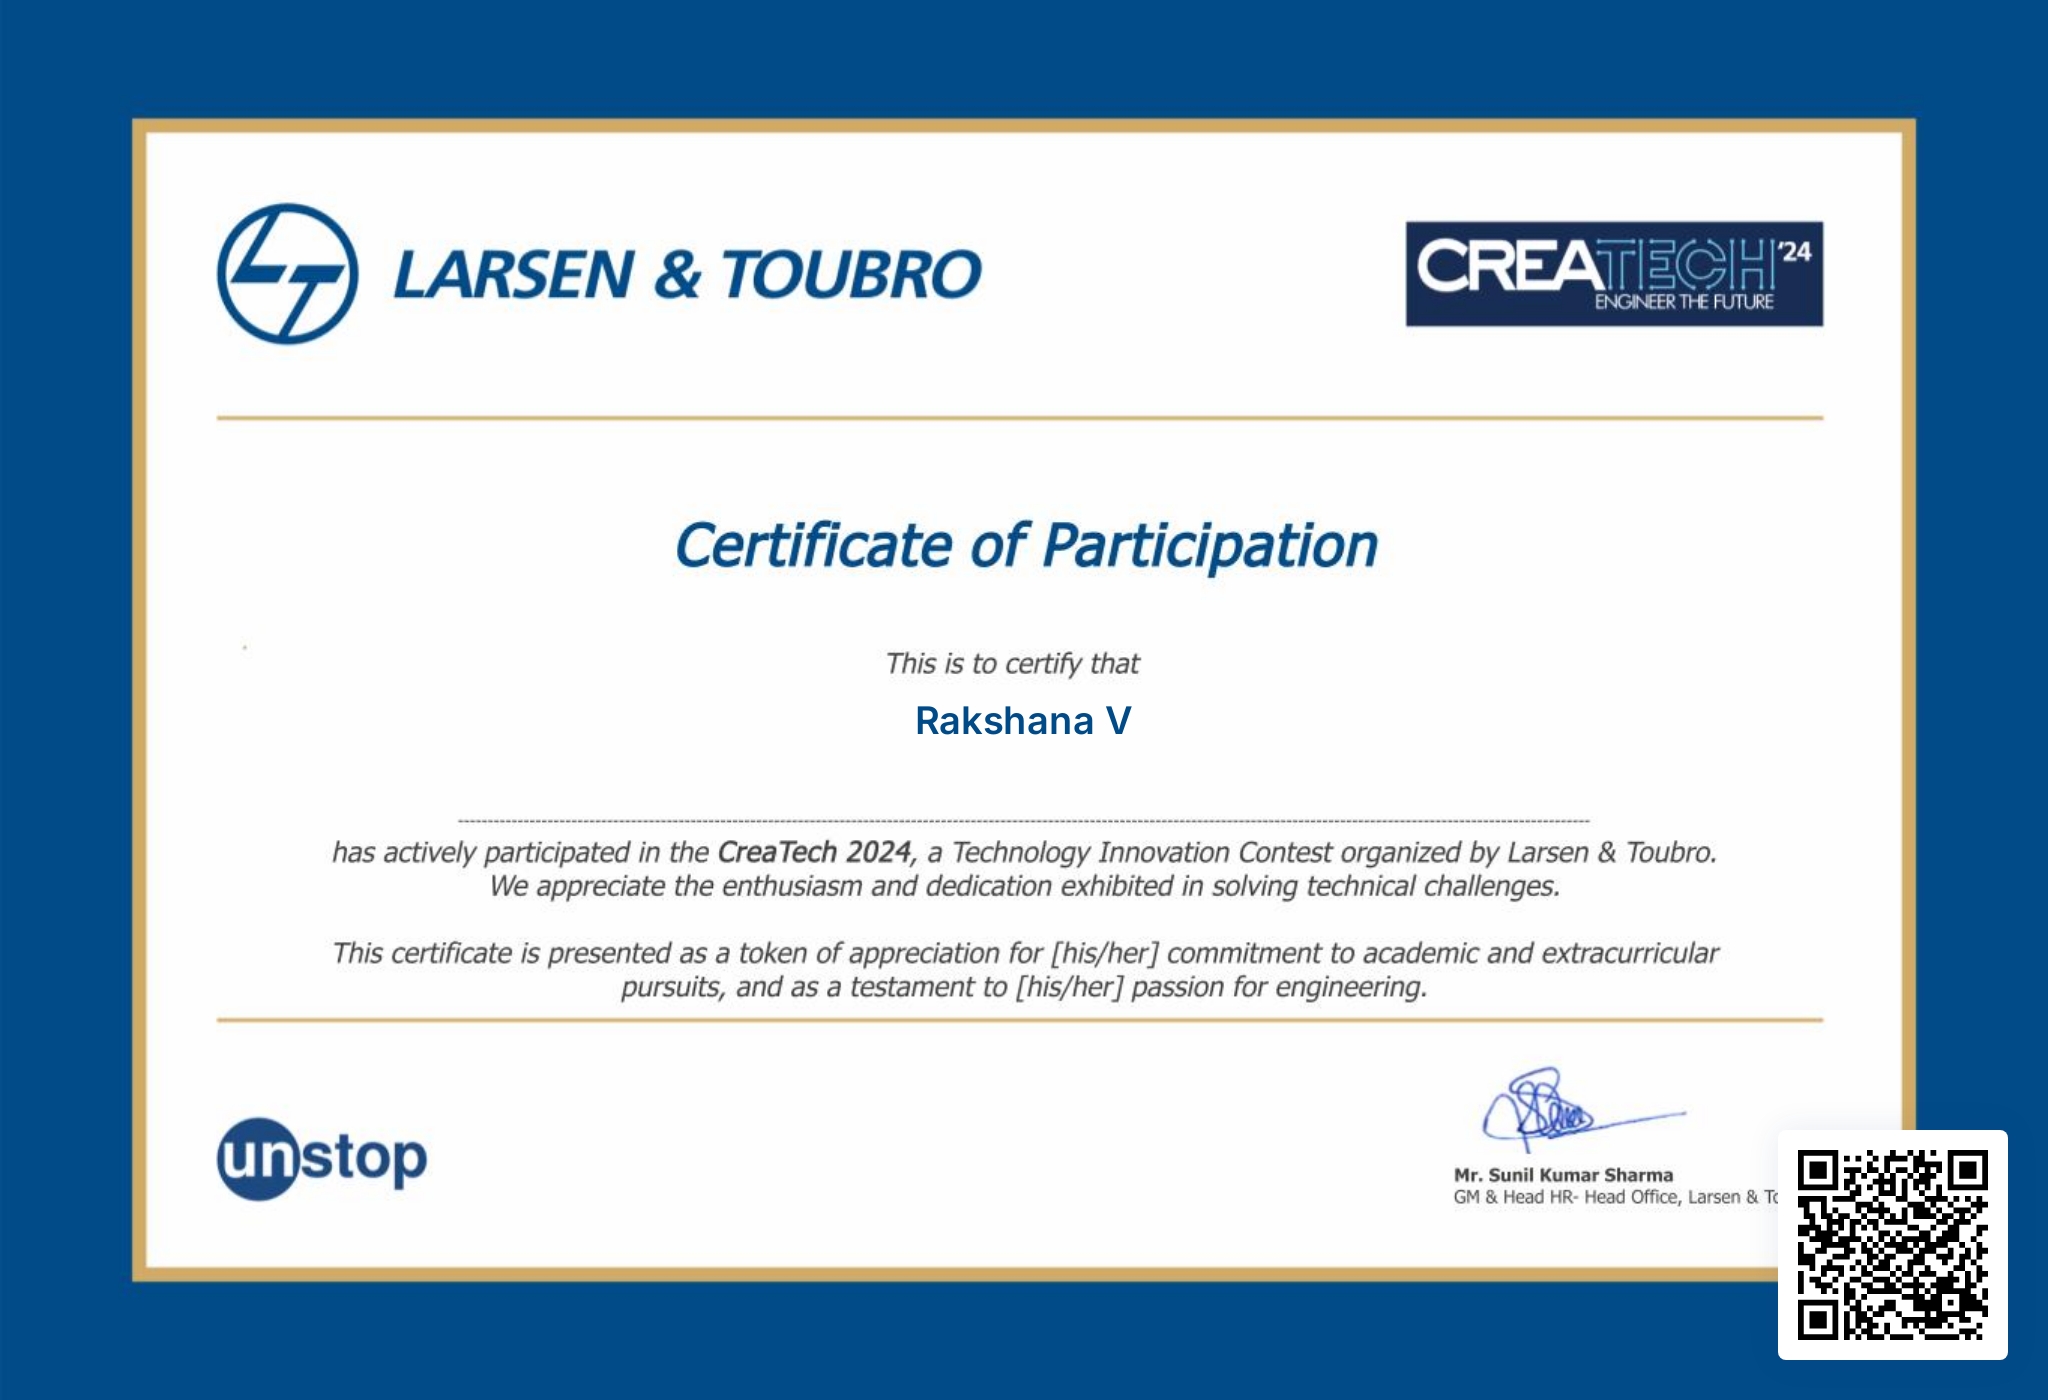 LT LARSEN & TOUBRO
CREATECH'24
ENGINEER THE FUTURE
Certificate of Participation
This is to certify that
Rakshana V
has actively participated in the CreaTech 2024, a Technology Innovation Contest organized by Larsen & Toubro.
We appreciate the enthusiasm and dedication exhibited in solving technical challenges.
This certificate is presented as a token of appreciation for [his/her] commitment to academic and extracurricular
pursuits, and as a testament to [his/her] passion for engineering.
unstop
Mr. Sunil Kumar Sharma
GM & Head HR- Head Office, Larsen &